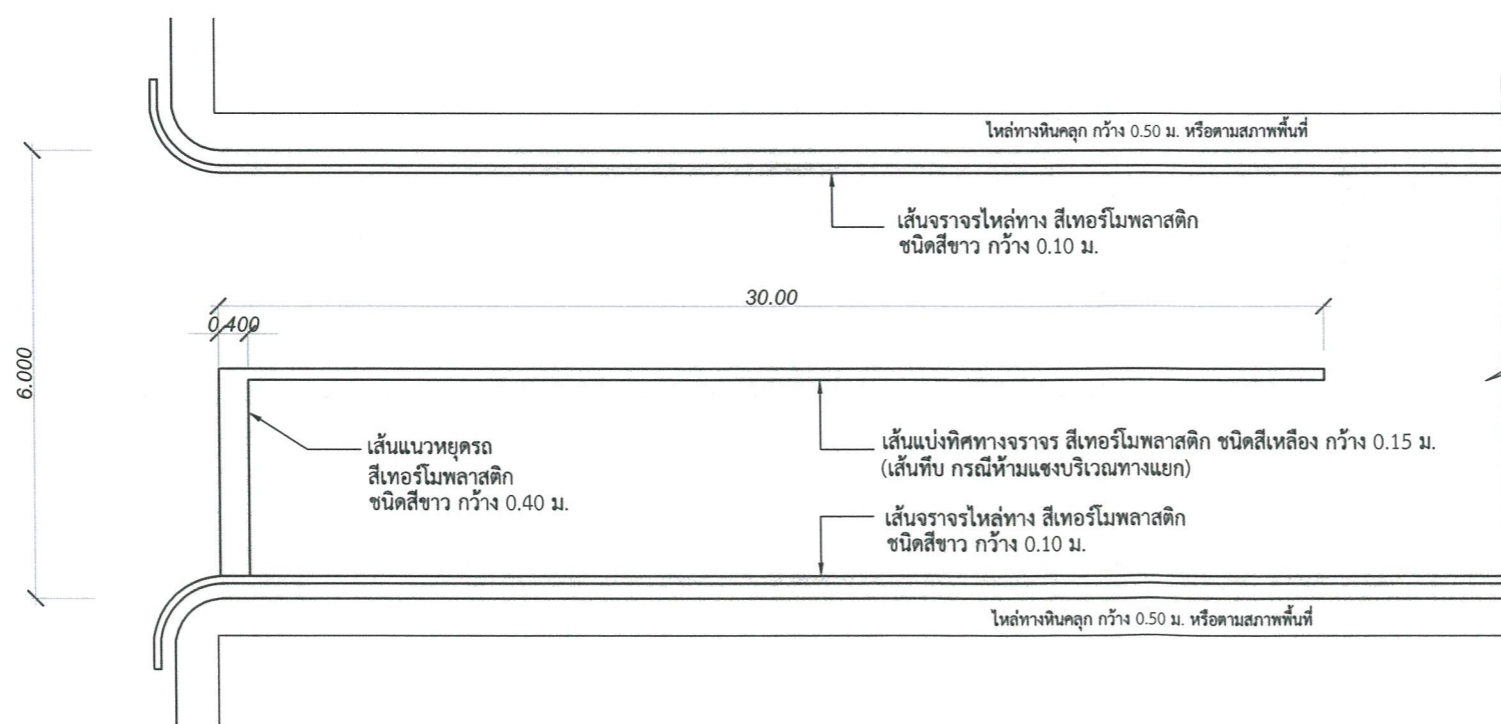 ไหล่ทางหินคลุก กว้าง 0.50 ม. หรือตามสภาพพื้นที่
เส้นจราจรไหล่ทาง สีเทอร์โมพลาสติก
ชนิดสีขาว กว้าง 0.10 ม.
30.00
0.400
6.000
เส้นแนวหยุดรถ
สีเทอร์โมพลาสติก
ชนิดสีขาว กว้าง 0.40 ม.
เส้นแบ่งทิศทางจราจร สีเทอร์โมพลาสติก ชนิดสีเหลือง กว้าง 0.15 ม.
(เส้นทึบ กรณีห้ามแซงบริเวณทางแยก)
เส้นจราจรไหล่ทาง สีเทอร์โมพลาสติก
ชนิดสีขาว กว้าง 0.10 ม.
ไหล่ทางหินคลุก กว้าง 0.50 ม. หรือตามสภาพพื้นที่